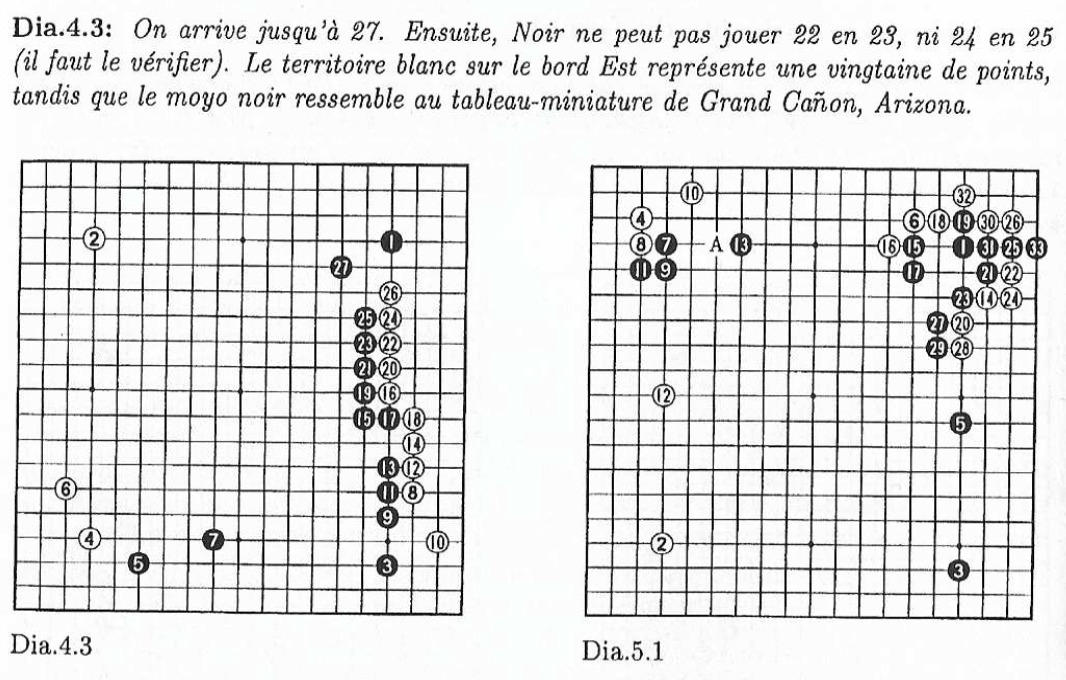 Dia.4.3: On arrive jusqu'à 27. Ensuite, Noir ne peut pas jouer 22 en 23, ni 24 en 25
(il faut le vérifier). Le territoire blanc sur le bord Est représente une vingtaine de points,
tandis que le moyo noir ressemble au tableau-miniature de Grand Cañon, Arizona.
2 1
27
26
25 24
23 22
21 20
19 16
15 17 18
14
13 12
6 11 8
9
4 7 10
5 3
Dia.4.3
10 32
4 6 18 19 30 26
8 7 A 13 16 15 1 31 25 33
11 9 17 21 22
23 14 24
27 20
29 28
12
5
2
3
Dia.5.1